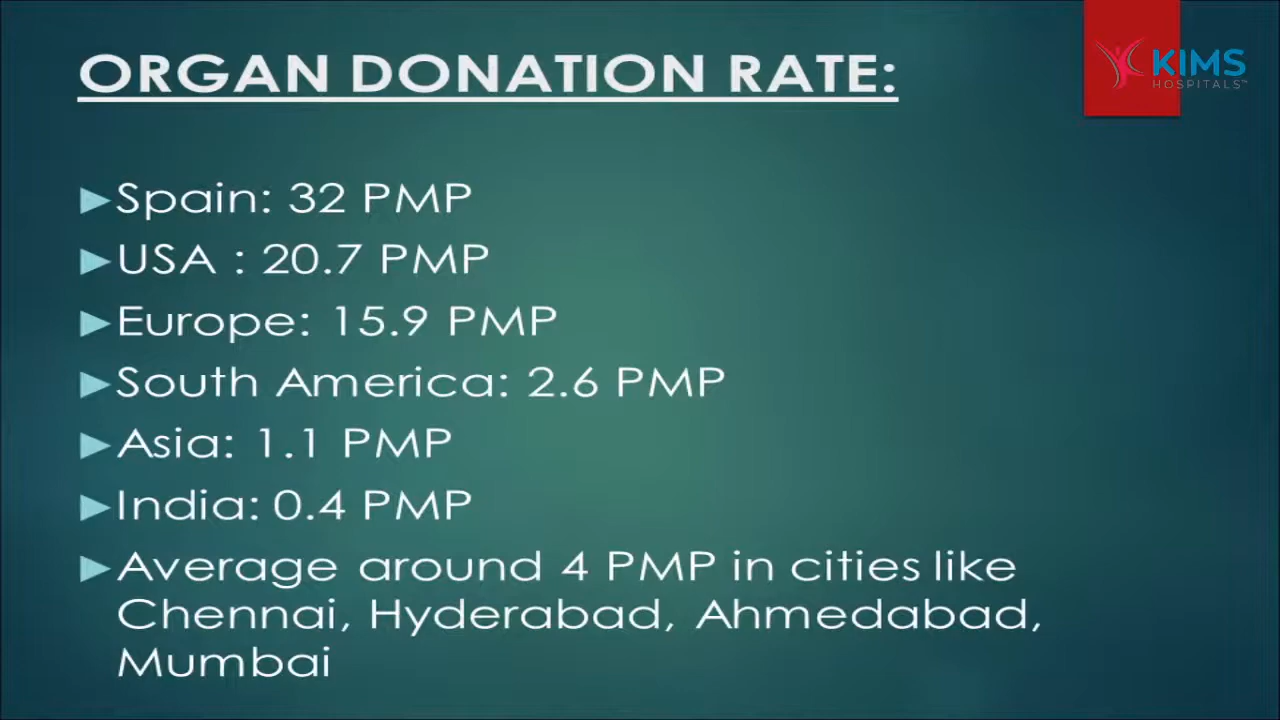 ORGAN DONATION RATE:
KIMS
HOSPITALS™
Spain: 32 PMP
USA : 20.7 PMP
Europe: 15.9 PMP
South America: 2.6 PMP
Asia: 1.1 PMP
India: 0.4 PMP
Average around 4 PMP in cities like
Chennai, Hyderabad, Ahmedabad,
Mumbai